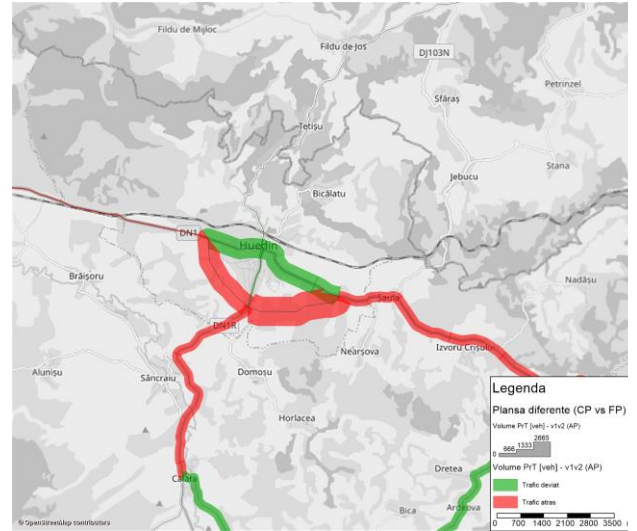 Fildu de Mijloc
Fildu de Jos
DJ103N
Petrinzel
Sfăraș
Tetișu
Stana
Jebucu
Bicălatu
DN1
Huedin
Nadășu
Brăișoru
Șauta
DN1R
Izvoru Crișului
Nearșova
Alunișu
Sâncraiu
Domoșu
Horlacea
Călata
Dretea
Bica
Ardeova
Legenda
Plansa diferente (CP vs FP)
Volume PrT [veh] - v1v2 (AP)
0 666 1333 2665
Volume PrT [veh] - v1v2 (AP)
Trafic deviat
Trafic atras
0 700 1400 2100 2800 3500
© OpenStreetMap contributors